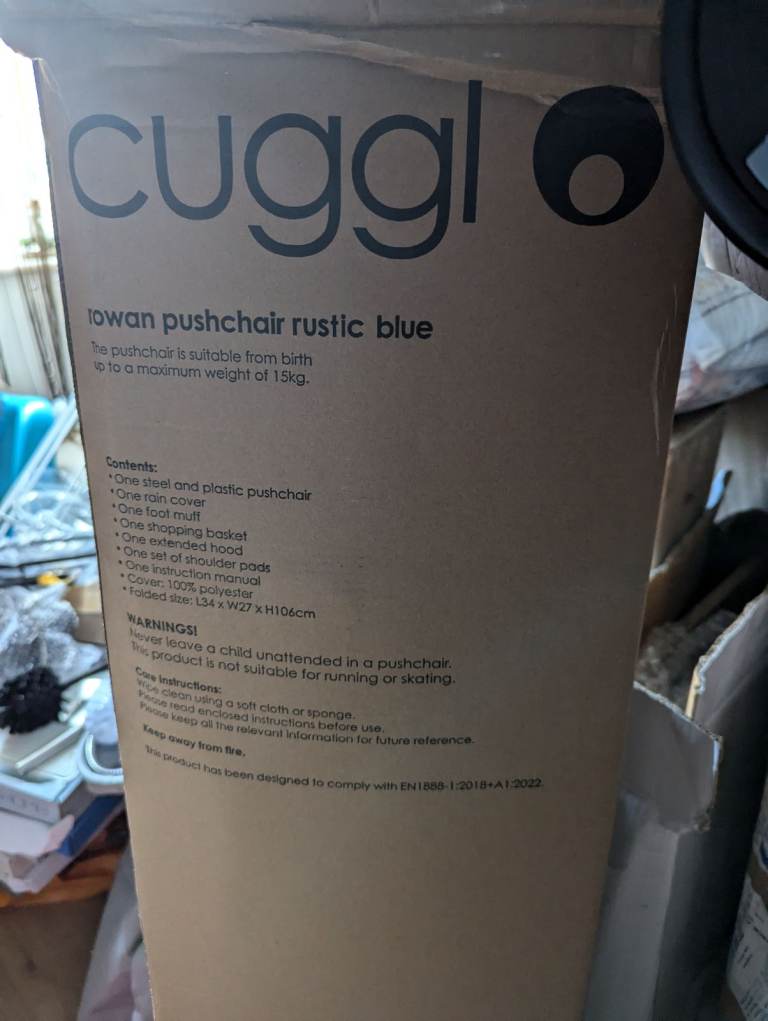 cuggl
rowan pushchair rustic blue
The pushchair is suitable from birth
up to a maximum weight of 15kg.
Contents:
*One steel and plastic pushchair
*One rain cover
*One foot muff
*One shopping basket
*One extended hood
*One set of shoulder pads
*One instruction manual
*Cover: 100% polyester
*Folded size: L34 x W27 x H106cm
WARNINGS!
Never leave a child unattended in a pushchair.
This product is not suitable for running or skating.
Care instructions:
Wipe clean using a soft cloth or sponge.
Please read enclosed instructions before use.
Please keep all the relevant information for future reference.
Keep away from fire.
This product has been designed to comply with EN1888-1:2018+A1:2022.